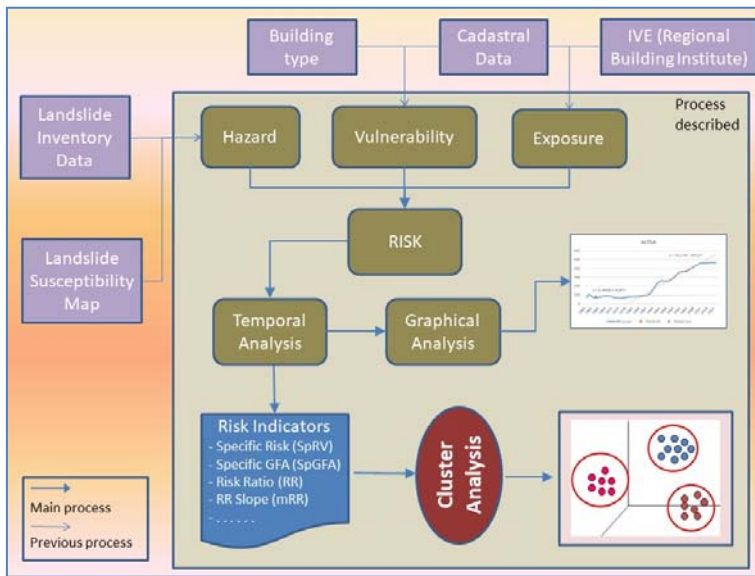 Building
type
Cadastral
Data
IVE (Regional
Building Institute)
Process
described
Landslide
Inventory
Data
Hazard
Vulnerability
Exposure
Landslide
Susceptibility
Map
RISK
Temporal
Analysis
Graphical
Analysis
Risk Indicators
- Specific Risk (SpRV)
- Specific GFA (SpGFA)
- Risk Ratio (RR)
- RR Slope (mRR)
- . . . . . .
Cluster
Analysis
Main process
Previous process